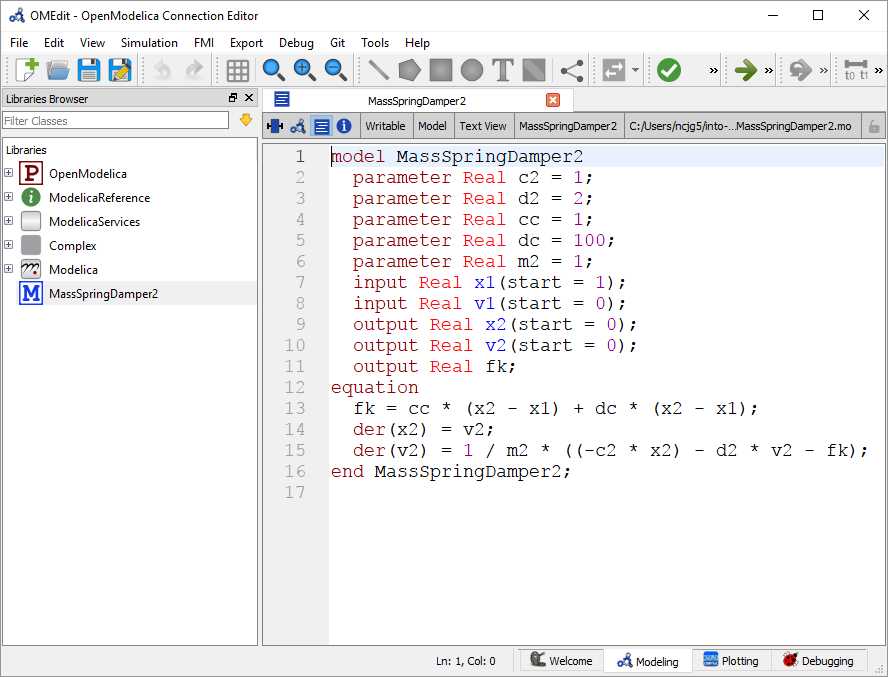 OMEdit - OpenModelica Connection Editor
File Edit View Simulation FMI Export Debug Git Tools Help
T » » » t0 t1 »
Libraries Browser
MassSpringDamper2
Filter Classes
i Writable Model Text View MassSpringDamper2 C:/Users/ncjg5/into-...MassSpringDamper2.mo
Libraries
P OpenModelica
i ModelicaReference
ModelicaServices
Complex
Modelica
M MassSpringDamper2
1 model MassSpringDamper2
2 parameter Real c2 = 1;
3 parameter Real d2 = 2;
4 parameter Real cc = 1;
5 parameter Real dc = 100;
6 parameter Real m2 = 1;
7 input Real x1(start = 1);
8 input Real v1(start = 0);
9 output Real x2(start = 0);
10 output Real v2(start = 0);
11 output Real fk;
12 equation
13 fk = cc * (x2 - x1) + dc * (x2 - x1);
14 der(x2) = v2;
15 der(v2) = 1 / m2 * ((-c2 * x2) - d2 * v2 - fk);
16 end MassSpringDamper2;
17
Ln: 1, Col: 0 Welcome Modeling Plotting Debugging